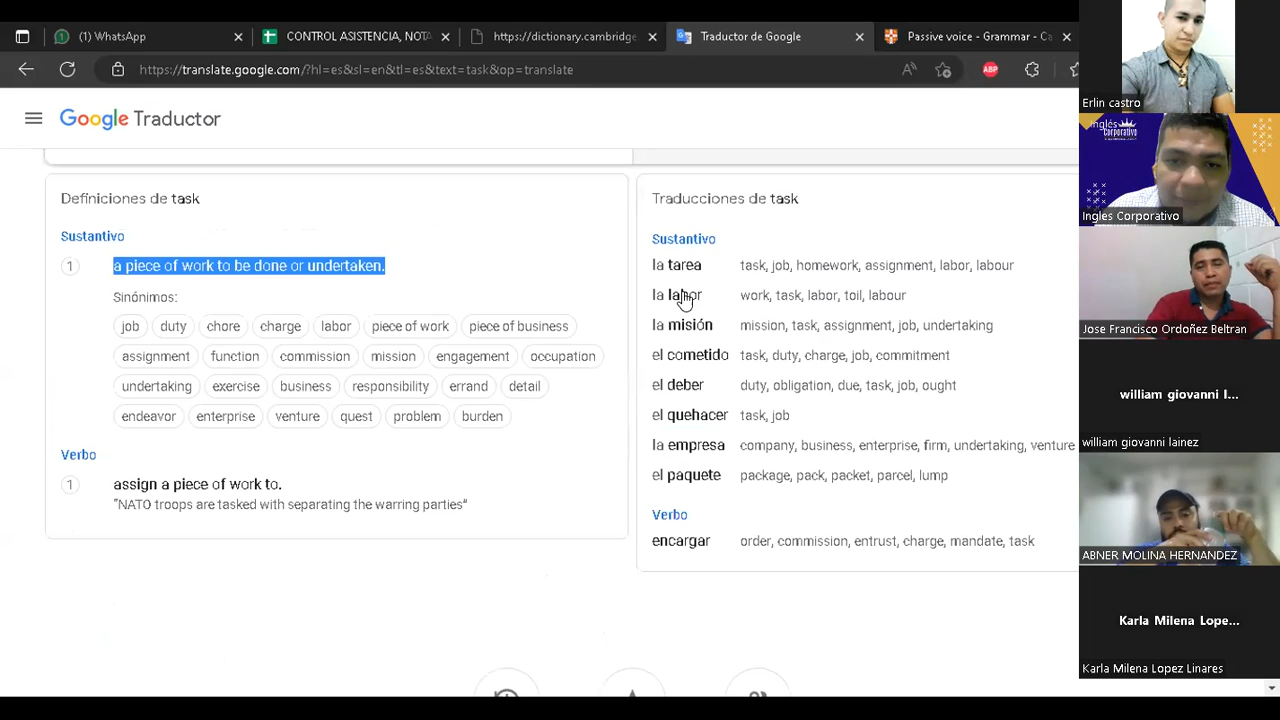 (1) WhatsApp
CONTROL ASISTENCIA, NOT
https://dictionary.cambridge
Traductor de Google
Passive voice - Grammar - Ca
https://translate.google.com/?hl=es&sl=en&tl=es&text=task&op=translate
ABP
Google Traductor
Definiciones de task
Sustantivo
1
a piece of work to be done or undertaken.
Sinónimos:
job duty chore charge labor piece of work piece of business
assignment function commission mission engagement occupation
undertaking exercise business responsibility errand detail
endeavor enterprise venture quest problem burden
Verbo
1
assign a piece of work to.
"NATO troops are tasked with separating the warring parties"
Traducciones de task
Sustantivo
la tarea task, job, homework, assignment, labor, labour
la labor work, task, labor, toil, labour
la misión mission, task, assignment, job, undertaking
el cometido task, duty, charge, job, commitment
el deber duty, obligation, due, task, job, ought
el quehacer task, job
la empresa company, business, enterprise, firm, undertaking, venture
el paquete package, pack, packet, parcel, lump
Verbo
encargar order, commission, entrust, charge, mandate, task
Erlin castro
Inglés
Corporativo
Ingles Corporativo
Jose Francisco Ordoñez Beltran
william giovanni l...
william giovanni lainez
ABNER MOLINA HERNANDEZ
Karla Milena Lope...
Karla Milena Lopez Linares